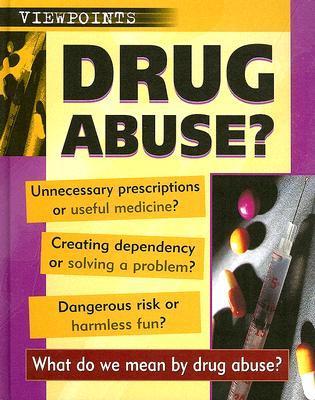 VIEWPOINTS
DRUG
ABUSE?
Unnecessary prescriptions
or useful medicine?
Creating dependency
or solving a problem?
Dangerous risk or
harmless fun?
What do we mean by drug abuse?